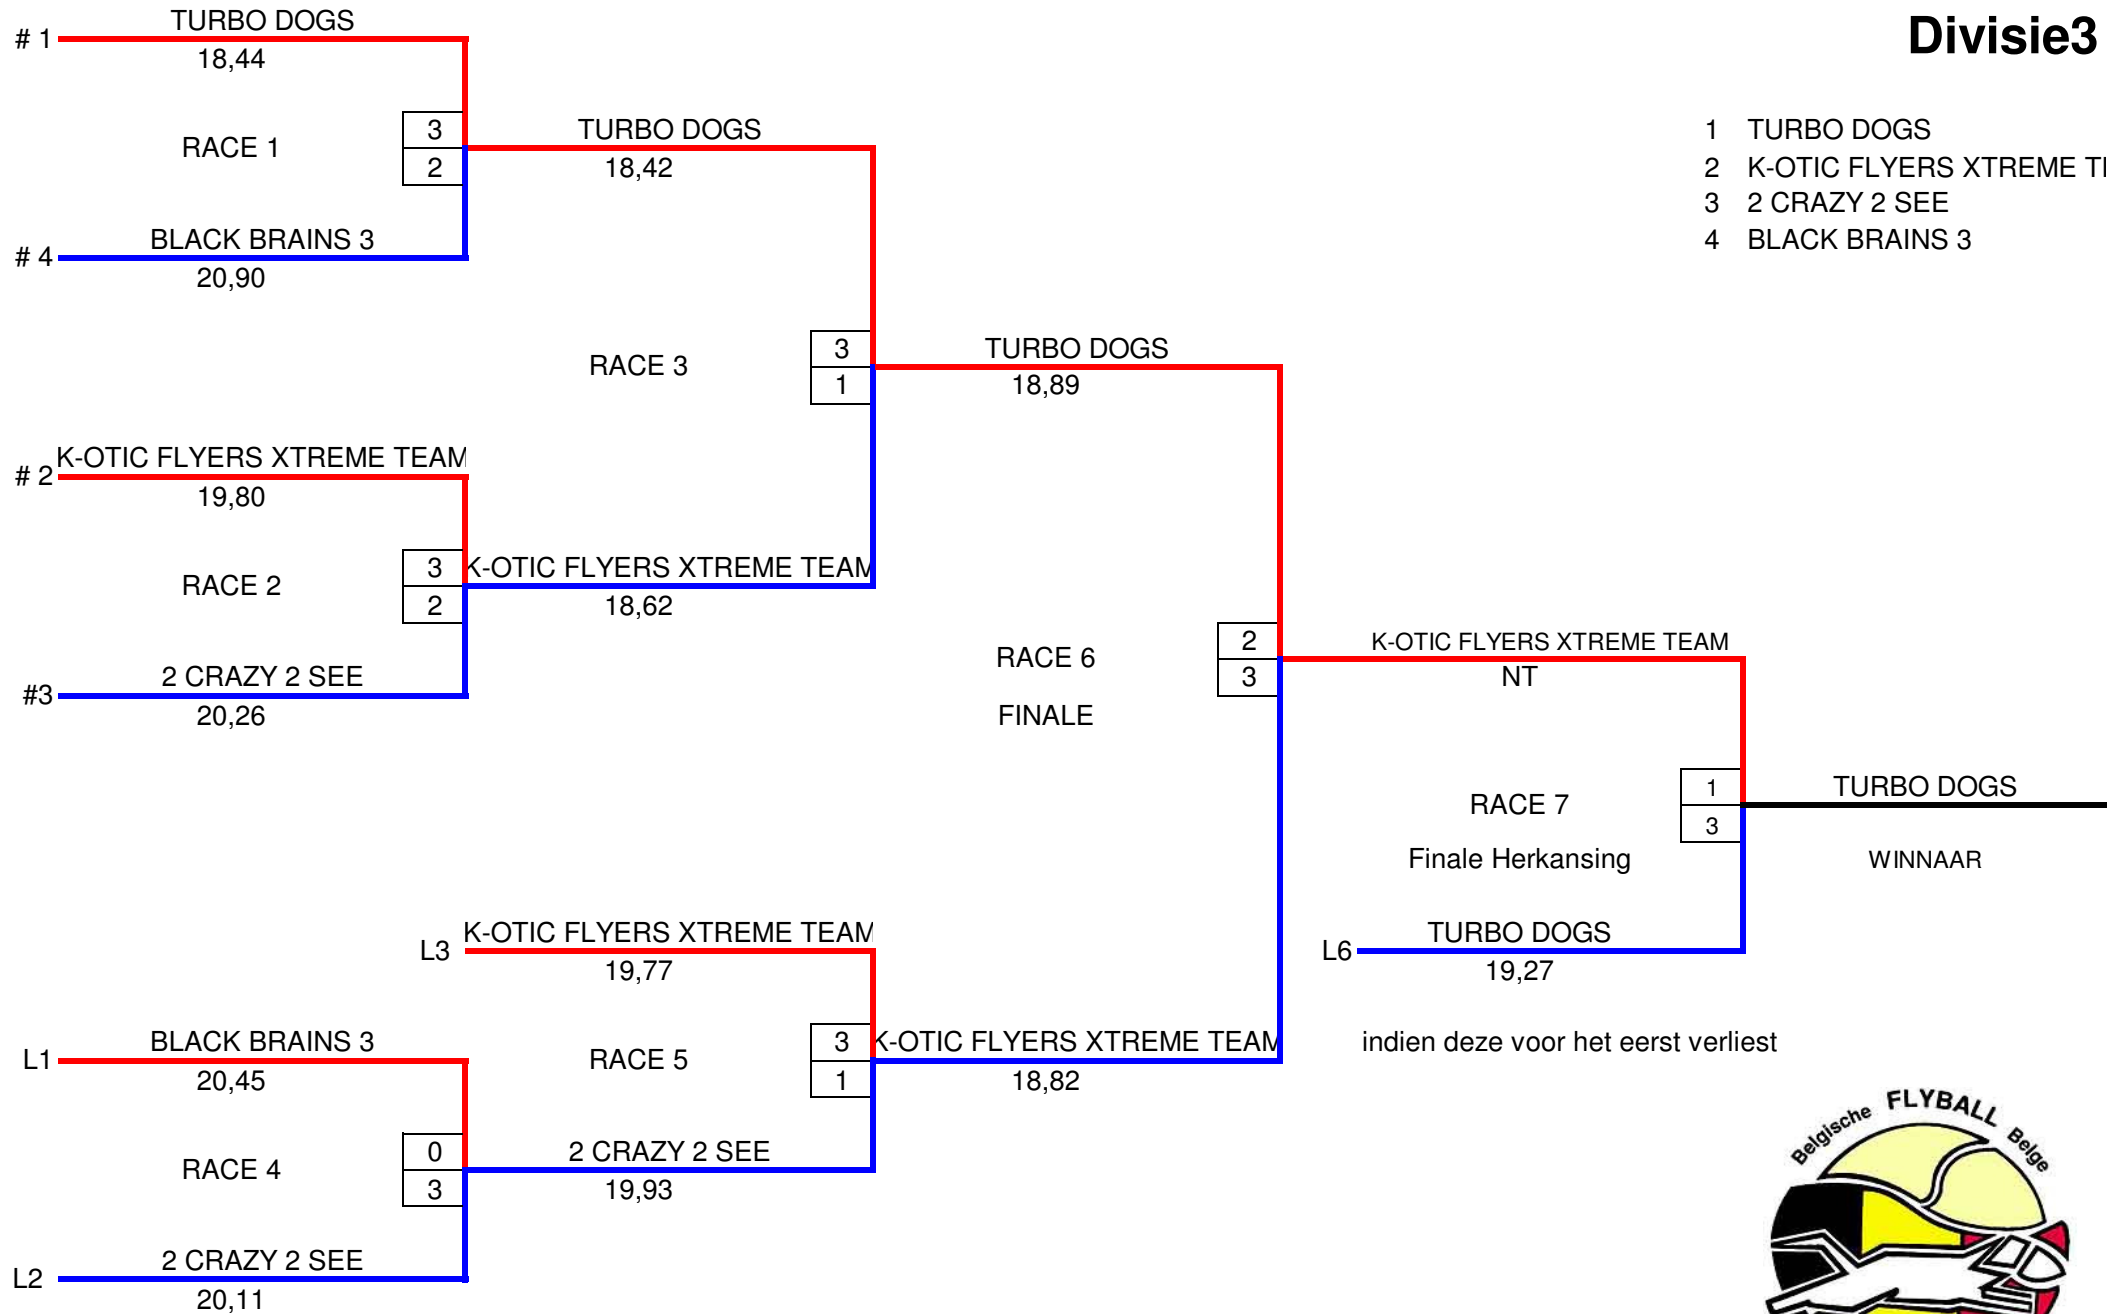 Divisie3
1 TURBO DOGS
2 K-OTIC FLYERS XTREME
3 2 CRAZY 2 SEE
4 BLACK BRAINS 3
# 1 TURBO DOGS
18,44
RACE 1
3
2
# 4 BLACK BRAINS 3
20,90
TURBO DOGS
18,42
RACE 3
3
1
# 2 K-OTIC FLYERS XTREME TEAM
19,80
RACE 2
3
2
#3 2 CRAZY 2 SEE
20,26
K-OTIC FLYERS XTREME TEAM
18,62
TURBO DOGS
18,89
RACE 6
2
3
FINALE
K-OTIC FLYERS XTREME TEAM
NT
RACE 7
1
3
Finale Herkansing
TURBO DOGS
WINNAAR
L6 TURBO DOGS
19,27
indien deze voor het eerst verliest
L3 K-OTIC FLYERS XTREME TEAM
19,77
RACE 5
3
1
K-OTIC FLYERS XTREME TEAM
18,82
L1 BLACK BRAINS 3
20,45
RACE 4
0
3
2 CRAZY 2 SEE
19,93
L2 2 CRAZY 2 SEE
20,11
Belgische FLYBALL Belge